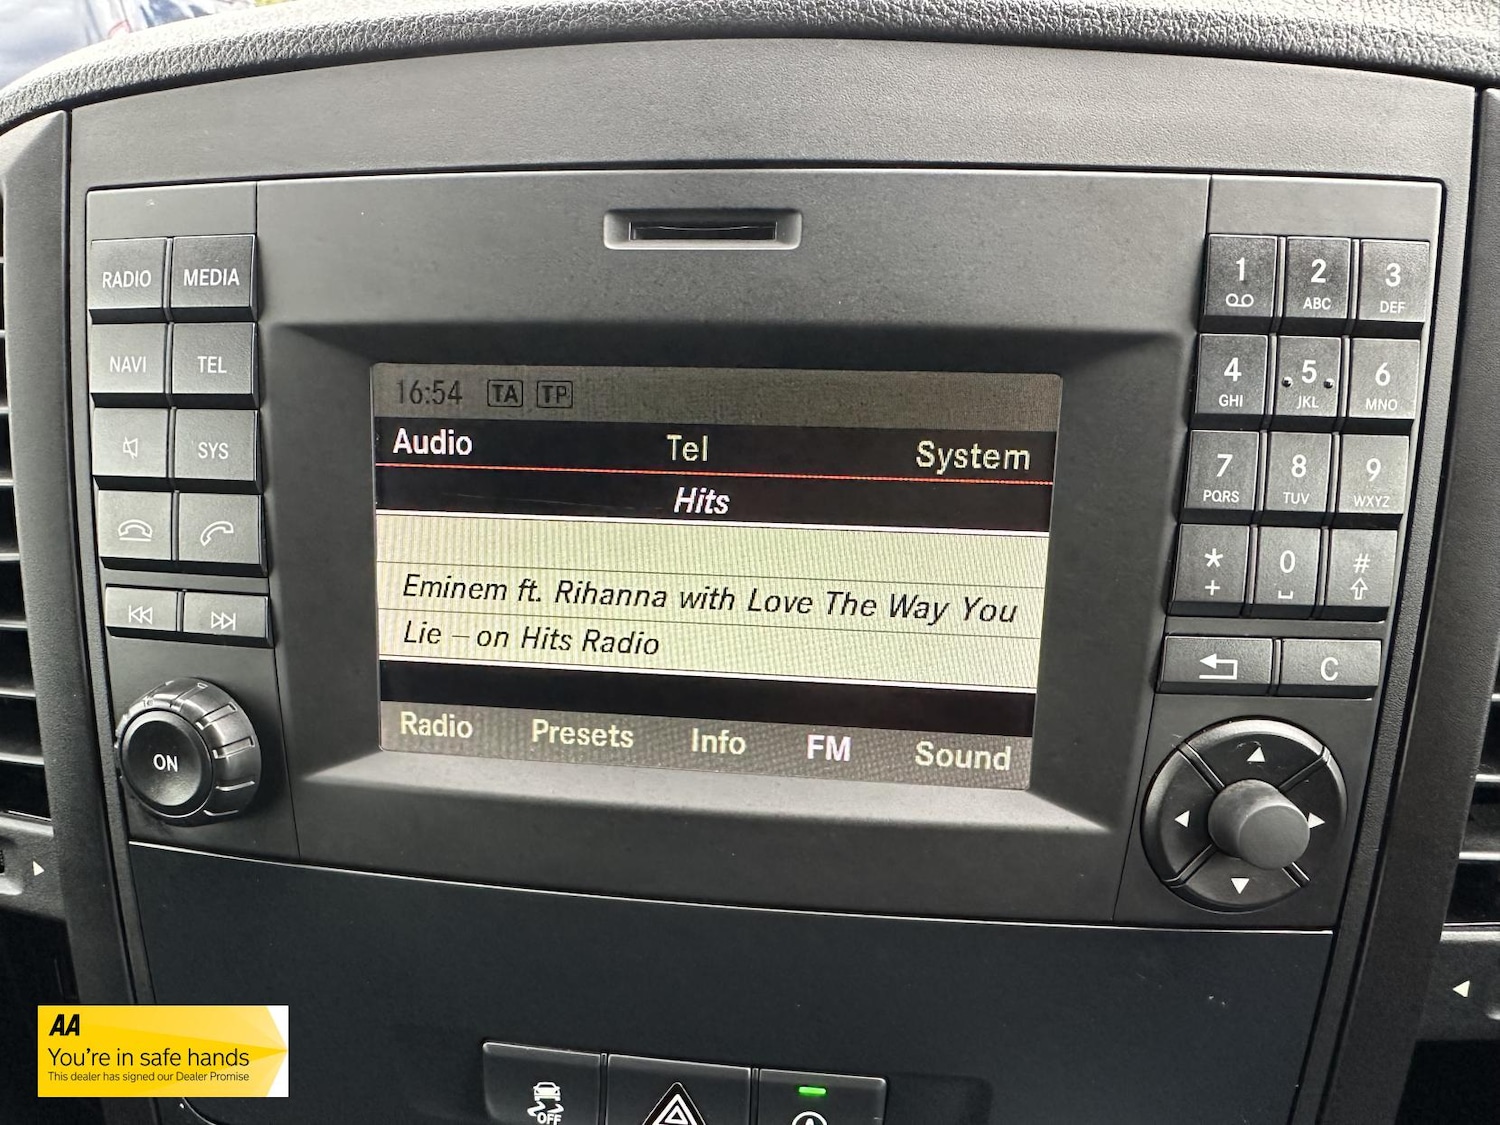 RADIO MEDIA
NAVI TEL
SYS
ON
16:54 TA TP
Audio Tel System
Hits
Eminem ft. Rihanna with Love The Way You
Lie – on Hits Radio
Radio Presets Info FM Sound
1 2 3
ABC DEF
4 5 6
GHI JKL MNO
7 8 9
PQRS TUV WXYZ
* 0 #
+
C
OFF
AA
You're in safe hands
This dealer has signed our Dealer Promise